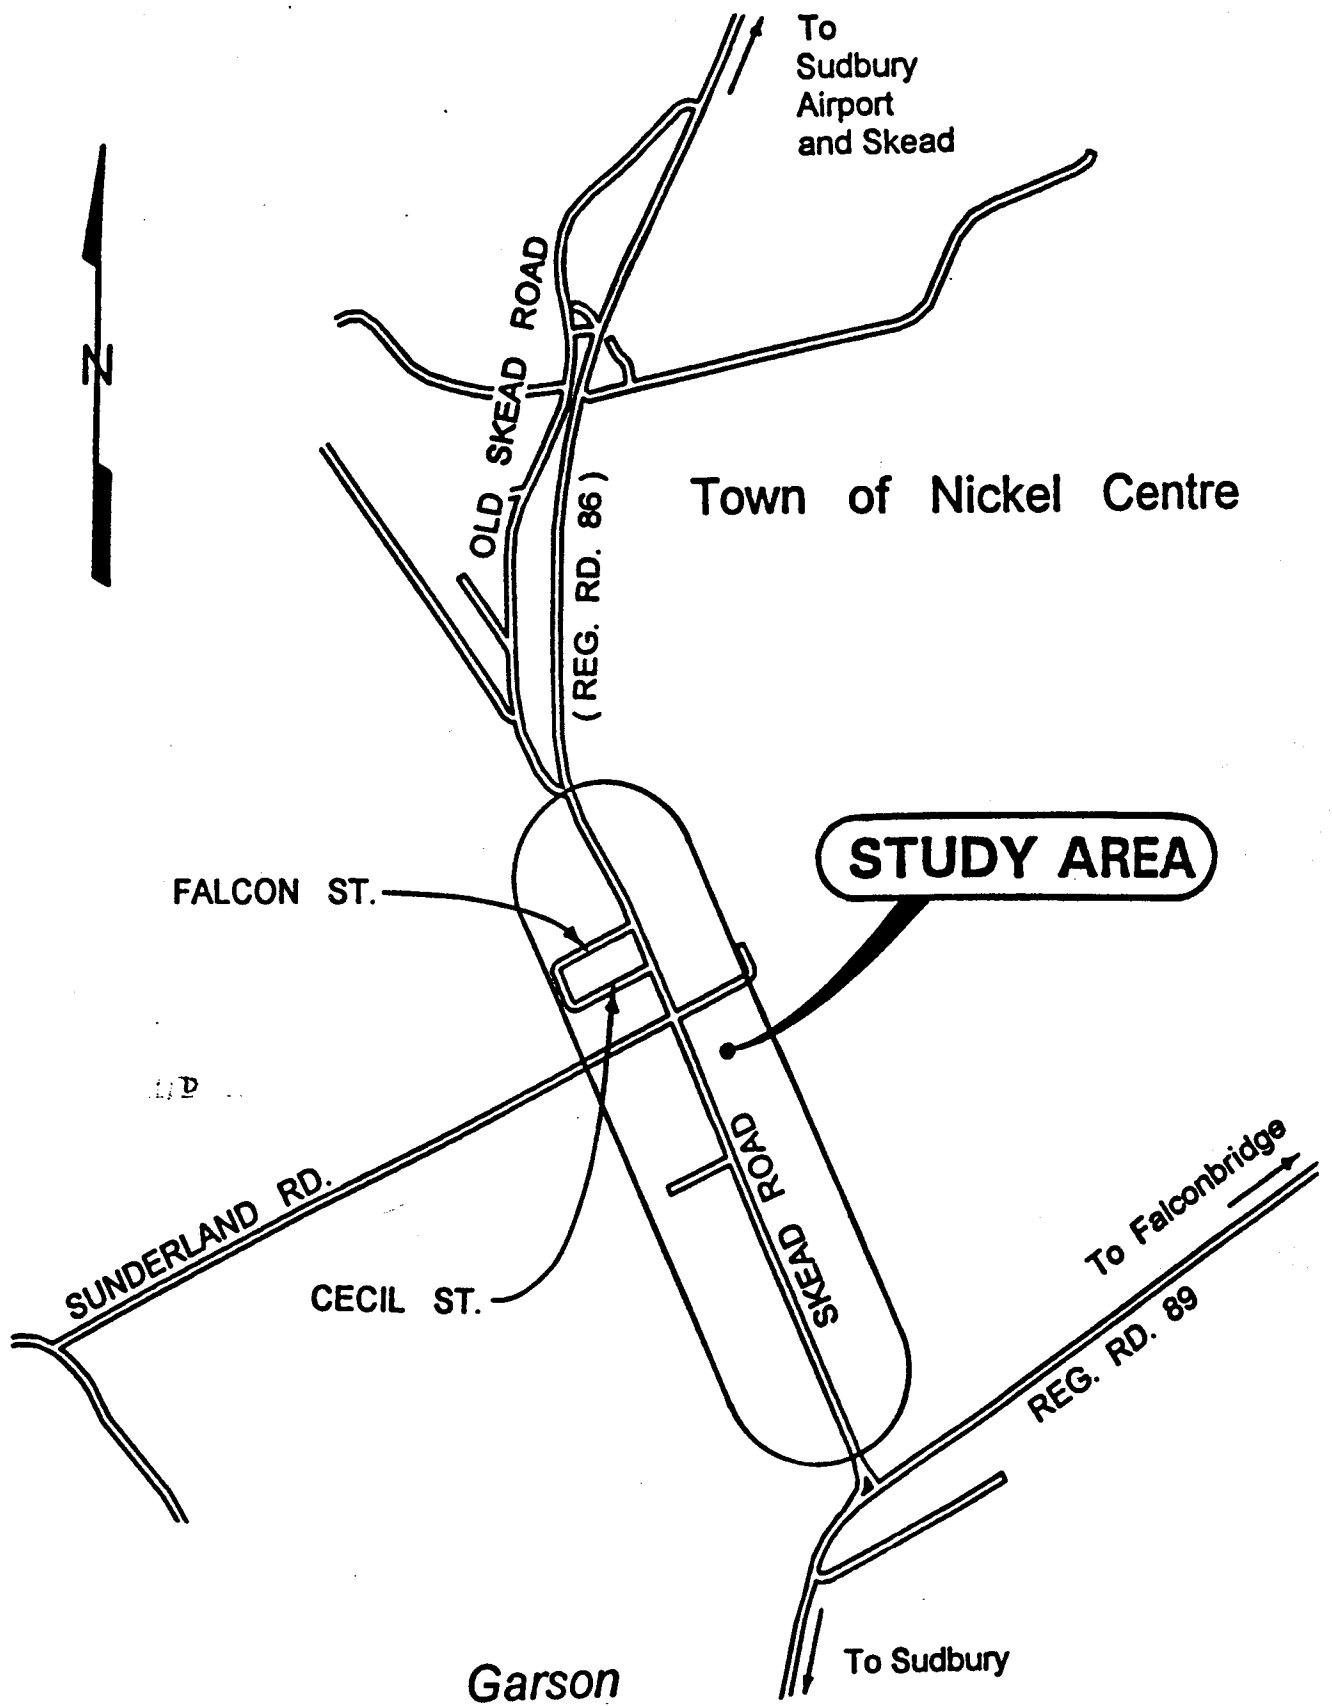 To
Sudbury
Airport
and Skead
N
OLD SKEAD ROAD
(REG. RD. 86)
Town of Nickel Centre
STUDY AREA
FALCON ST.
SUNDERLAND RD.
CECIL ST.
SKEAD ROAD
To Falconbridge
REG. RD. 89
To Sudbury
Garson